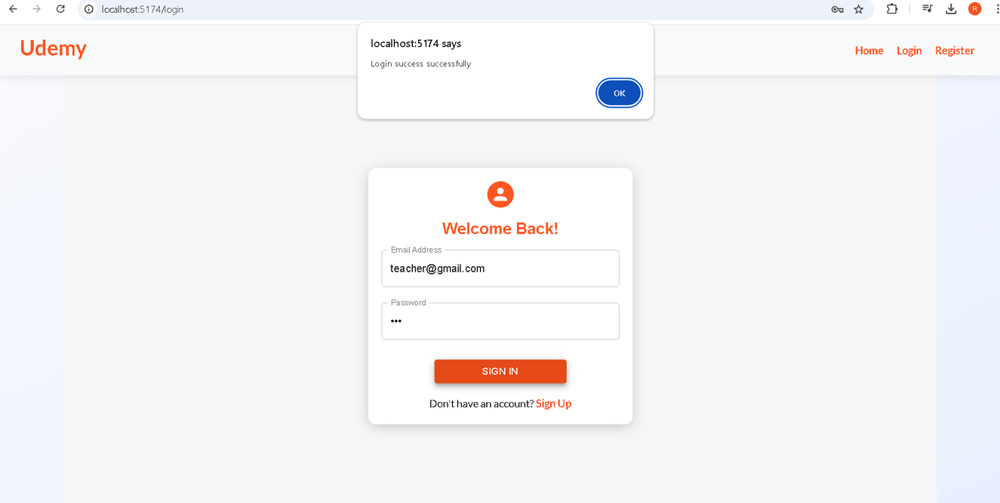 localhost:5174/login
R
Udemy
Home Login Register
localhost:5174 says
Login success successfully
OK
Welcome Back!
Email Address
teacher@gmail.com
Password
•••
SIGN IN
Don't have an account? Sign Up